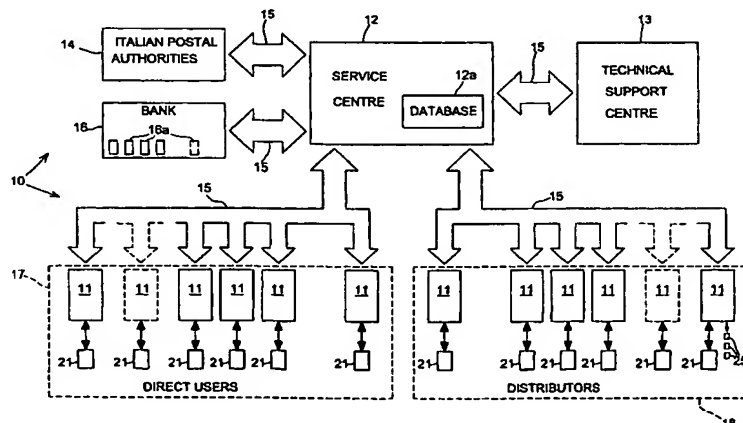 15
12
13
14
ITALIAN POSTAL
AUTHORITIES
SERVICE
CENTRE
12a
DATABASE
15
TECHNICAL
SUPPORT
CENTRE
BANK
16
16a
15
10
15
15
17
11 11 11 11 11 11
11 11 11 11 11 11
21 21 21 21 21 21
21 21 21 21 21 21
DIRECT USERS
DISTRIBUTORS